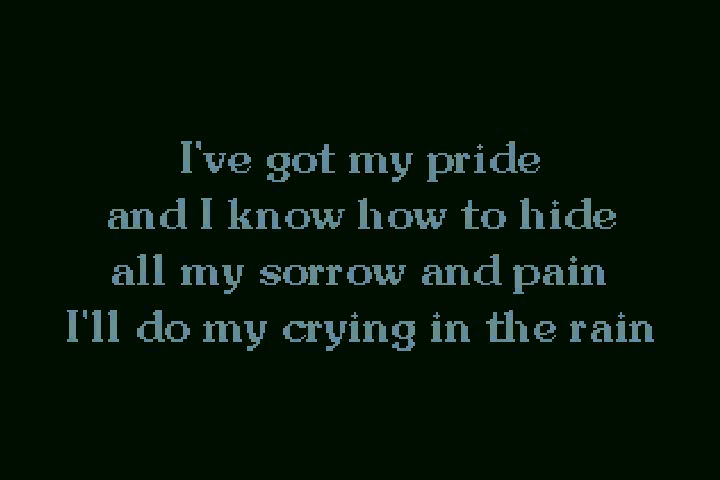 I've got my pride
and I know how to hide
all my sorrow and pain
I'll do my crying in the rain